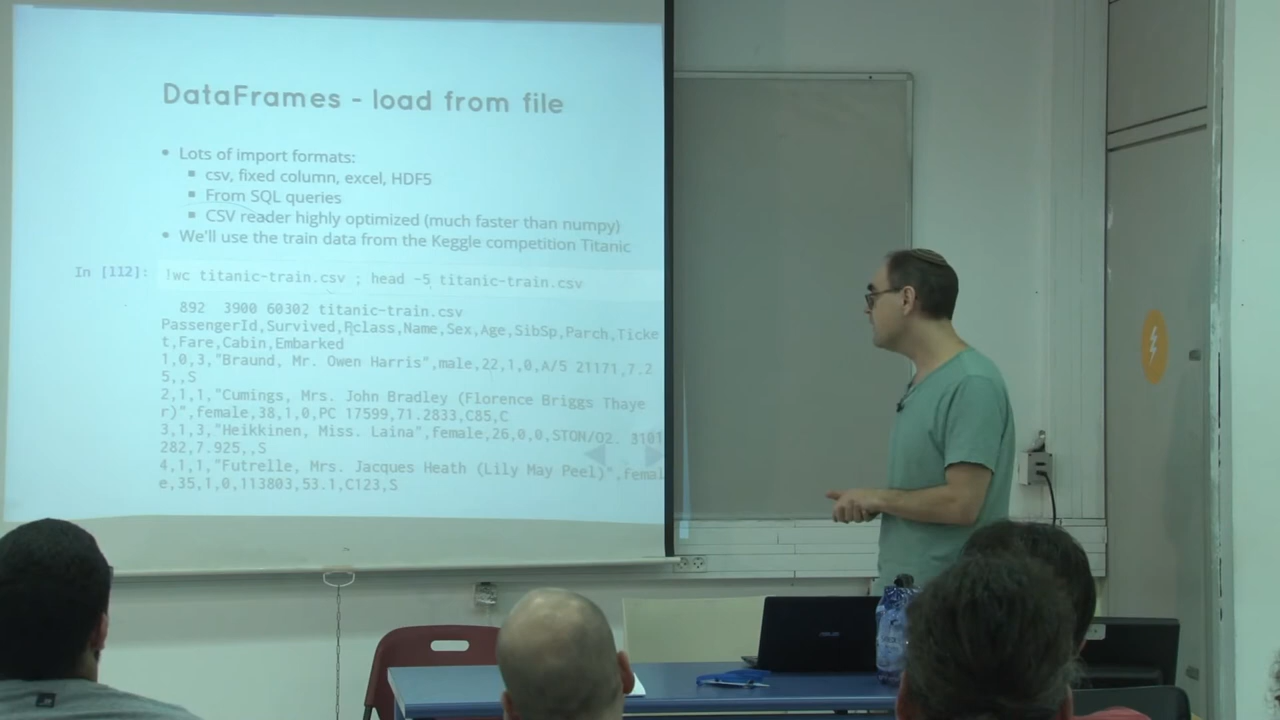 DataFrames - load from file
• Lots of import formats:
▪ csv, fixed column, excel, HDF5
▪ From SQL queries
▪ CSV reader highly optimized (much faster than numpy)
• We'll use the train data from the Keggle competition Titanic
In [112]: !wc titanic-train.csv ; head -5 titanic-train.csv
892 3900 60302 titanic-train.csv
PassengerId,Survived,Pclass,Name,Sex,Age,SibSp,Parch,Ticke
t,Fare,Cabin,Embarked
1,0,3,"Braund, Mr. Owen Harris",male,22,1,0,A/5 21171,7.2
5,,S
2,1,1,"Cumings, Mrs. John Bradley (Florence Briggs Thaye
r)",female,38,1,0,PC 17599,71.2833,C85,C
3,1,3,"Heikkinen, Miss. Laina",female,26,0,0,STON/O2. 3101
282,7.925,,S
4,1,1,"Futrelle, Mrs. Jacques Heath (Lily May Peel)",femal
e,35,1,0,113803,53.1,C123,S
ASUS